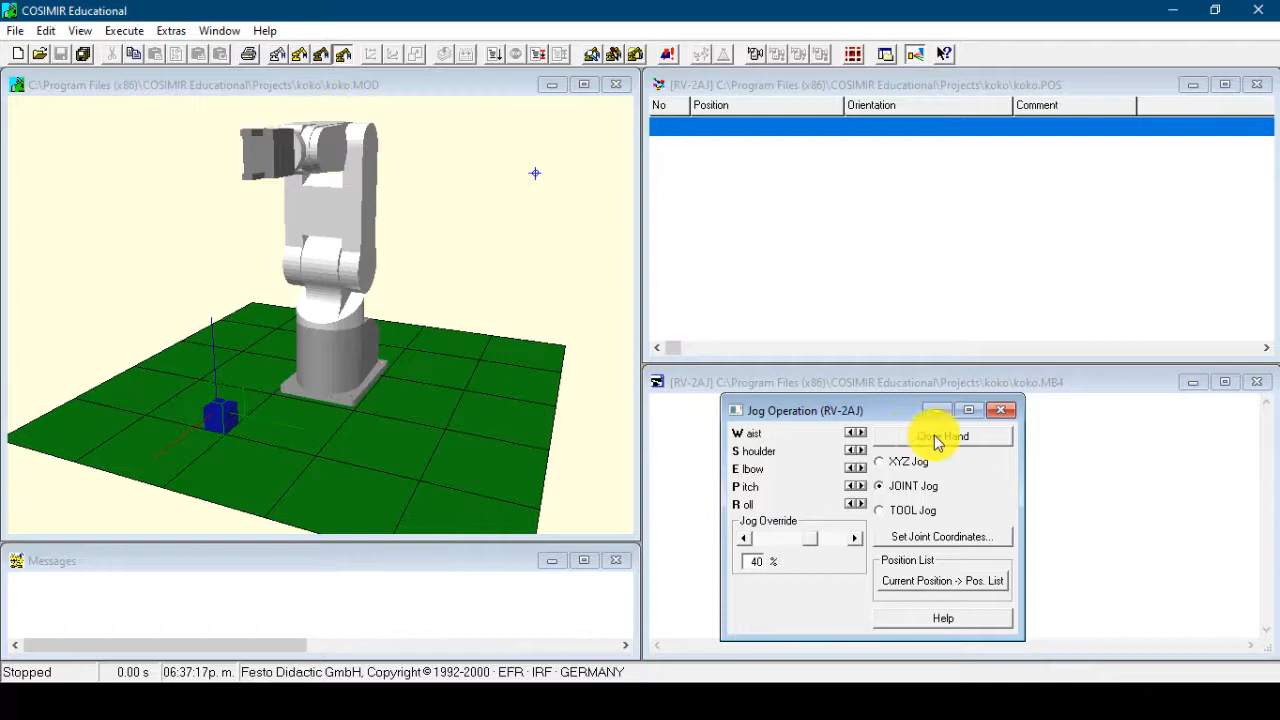 COSIMIR Educational
File Edit View Execute Extras Window Help
C:\Program Files (x86)\COSIMIR Educational\Projects\koko\koko.MOD
[RV-2AJ] C:\Program Files (x86)\COSIMIR Educational\Projects\koko\koko.POS
No Position Orientation Comment
[RV-2AJ] C:\Program Files (x86)\COSIMIR Educational\Projects\koko\koko.MB4
Jog Operation (RV-2AJ)
W aist
S houlder
E lbow
P itch
R oll
Jog Override
40 %
Close Hand
XYZ Jog
JOINT Jog
TOOL Jog
Set Joint Coordinates...
Position List
Current Position -> Pos. List
Help
Messages
Stopped 0.00 s 06:37:17p. m. Festo Didactic GmbH, Copyright © 1992-2000 - EFR - IRF - GERMANY